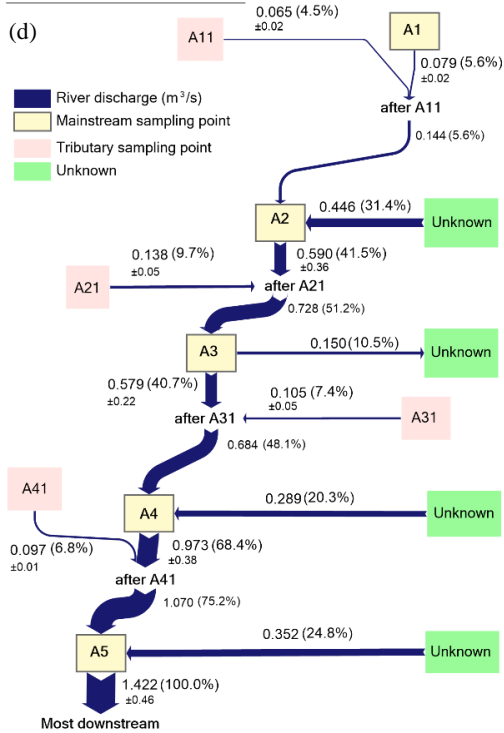 (d)
0.065 (4.5%)
±0.02
A11
A1
0.079 (5.6%)
±0.02
River discharge (m³/s)
Mainstream sampling point
Tributary sampling point
Unknown
after A11
0.144 (5.6%)
A2
0.446 (31.4%)
Unknown
0.138 (9.7%)
±0.05
0.590 (41.5%)
±0.36
A21
after A21
0.728 (51.2%)
A3
0.150 (10.5%)
Unknown
0.579 (40.7%)
±0.22
0.105 (7.4%)
±0.05
after A31
A31
0.684 (48.1%)
A41
0.289 (20.3%)
A4
Unknown
0.097 (6.8%)
±0.01
0.973 (68.4%)
±0.38
after A41
1.070 (75.2%)
A5
0.352 (24.8%)
Unknown
1.422 (100.0%)
±0.46
Most downstream